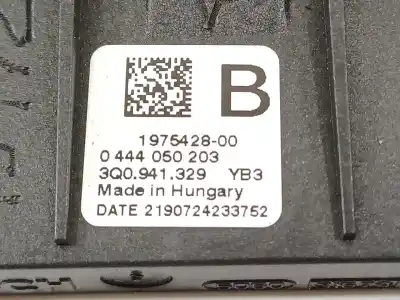 B
1975428-00
0 444 050 203
3Q0.941.329 YB3
Made in Hungary
DATE 2190724233752